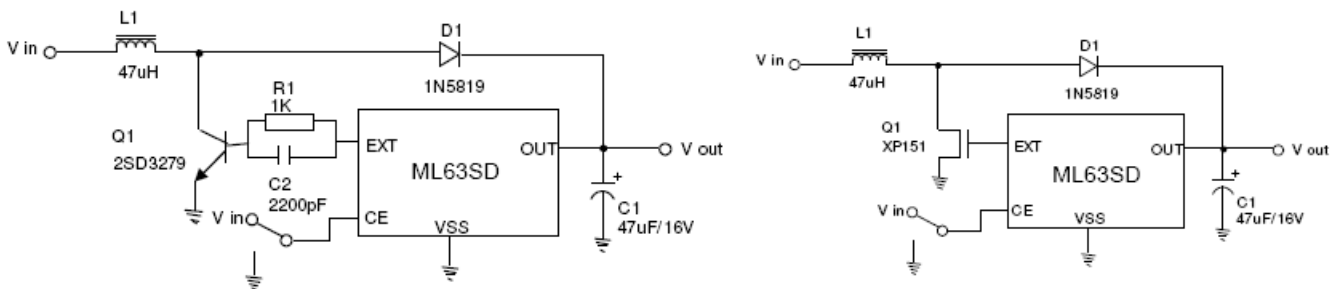 L1
V in
47uH
D1
1N5819
R1
1K
Q1
2SD3279
C2
2200pF
EXT
OUT
ML63SD
V out
CE
VSS
V in
+
C1
47uF/16V
L1
V in
47uH
D1
1N5819
Q1
XP151
EXT
OUT
ML63SD
V out
CE
VSS
V in
+
C1
47uF/16V